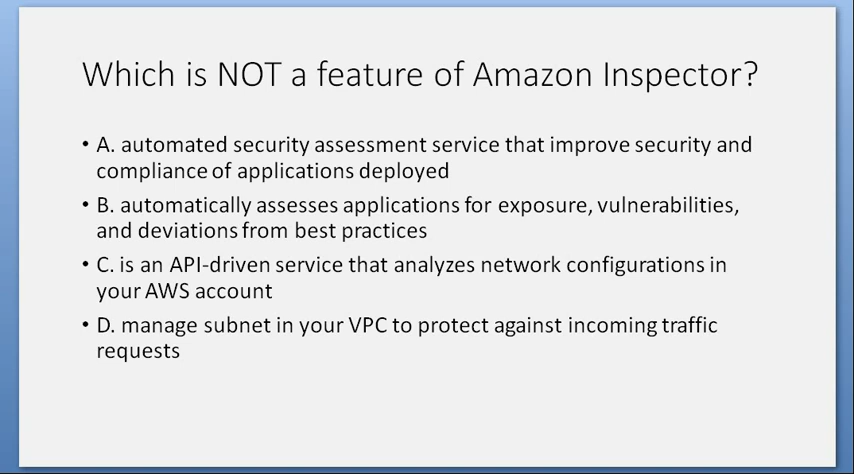 Which is NOT a feature of Amazon Inspector?
• A. automated security assessment service that improve security and
compliance of applications deployed
• B. automatically assesses applications for exposure, vulnerabilities,
and deviations from best practices
• C. is an API-driven service that analyzes network configurations in
your AWS account
• D. manage subnet in your VPC to protect against incoming traffic
requests